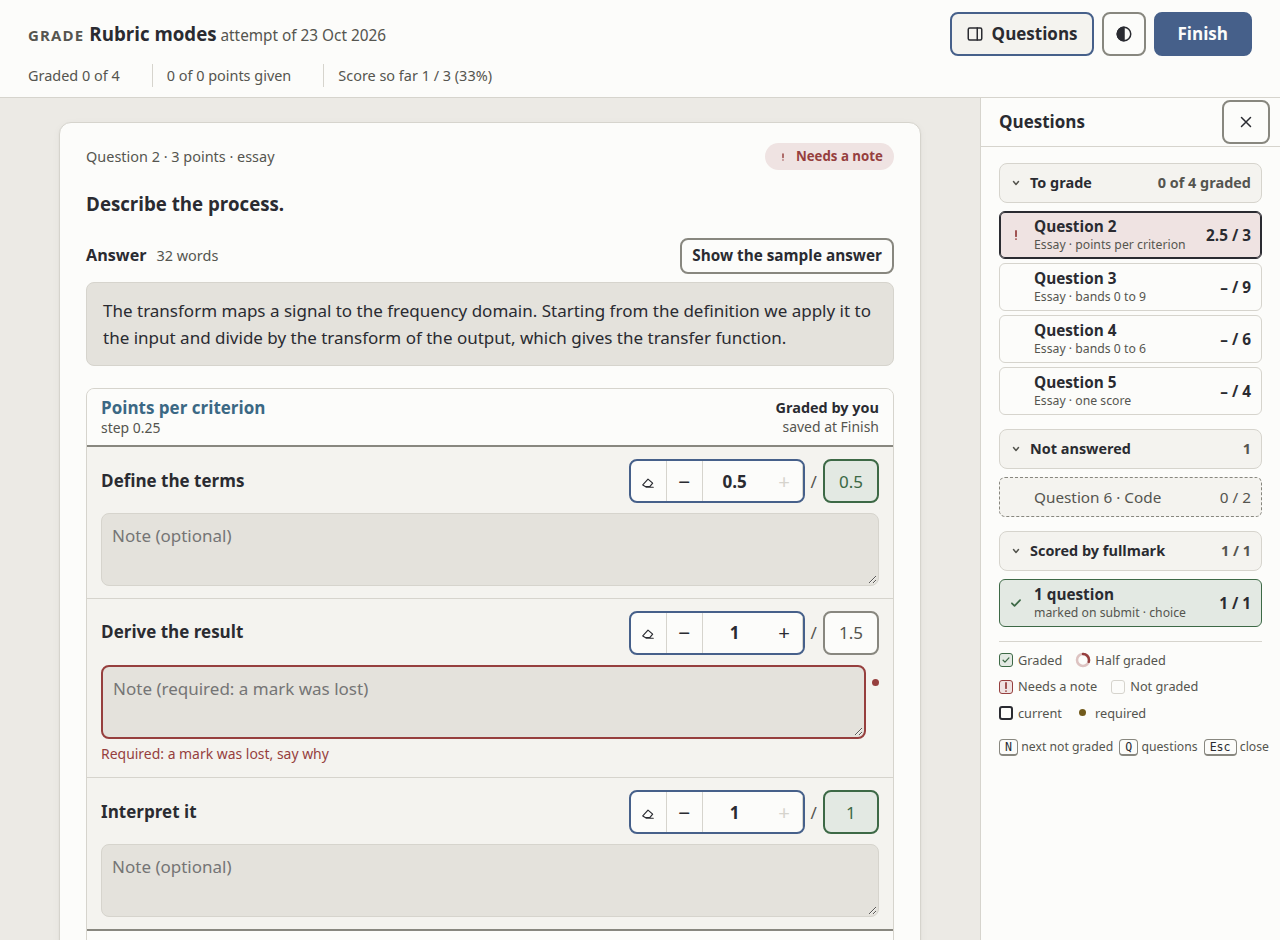 GRADE Rubric modes attempt of 23 Oct 2026
Questions
Finish
Graded 0 of 4
0 of 0 points given
Score so far 1 / 3 (33%)
Question 2 · 3 points · essay
! Needs a note
Describe the process.
Answer 32 words
Show the sample answer
The transform maps a signal to the frequency domain. Starting from the definition we apply it to
the input and divide by the transform of the output, which gives the transfer function.
Points per criterion
step 0.25
Graded by you
saved at Finish
Define the terms
− 0.5 + / 0.5
Note (optional)
Derive the result
− 1 + / 1.5
Note (required: a mark was lost)
Required: a mark was lost, say why
Interpret it
− 1 + / 1
Note (optional)
Questions
To grade 0 of 4 graded
! Question 2 2.5 / 3
Essay · points per criterion
Question 3 – / 9
Essay · bands 0 to 9
Question 4 – / 6
Essay · bands 0 to 6
Question 5 – / 4
Essay · one score
Not answered 1
Question 6 · Code 0 / 2
Scored by fullmark 1 / 1
1 question 1 / 1
marked on submit · choice
Graded Half graded
! Needs a note Not graded
current required
N next not graded Q questions Esc close